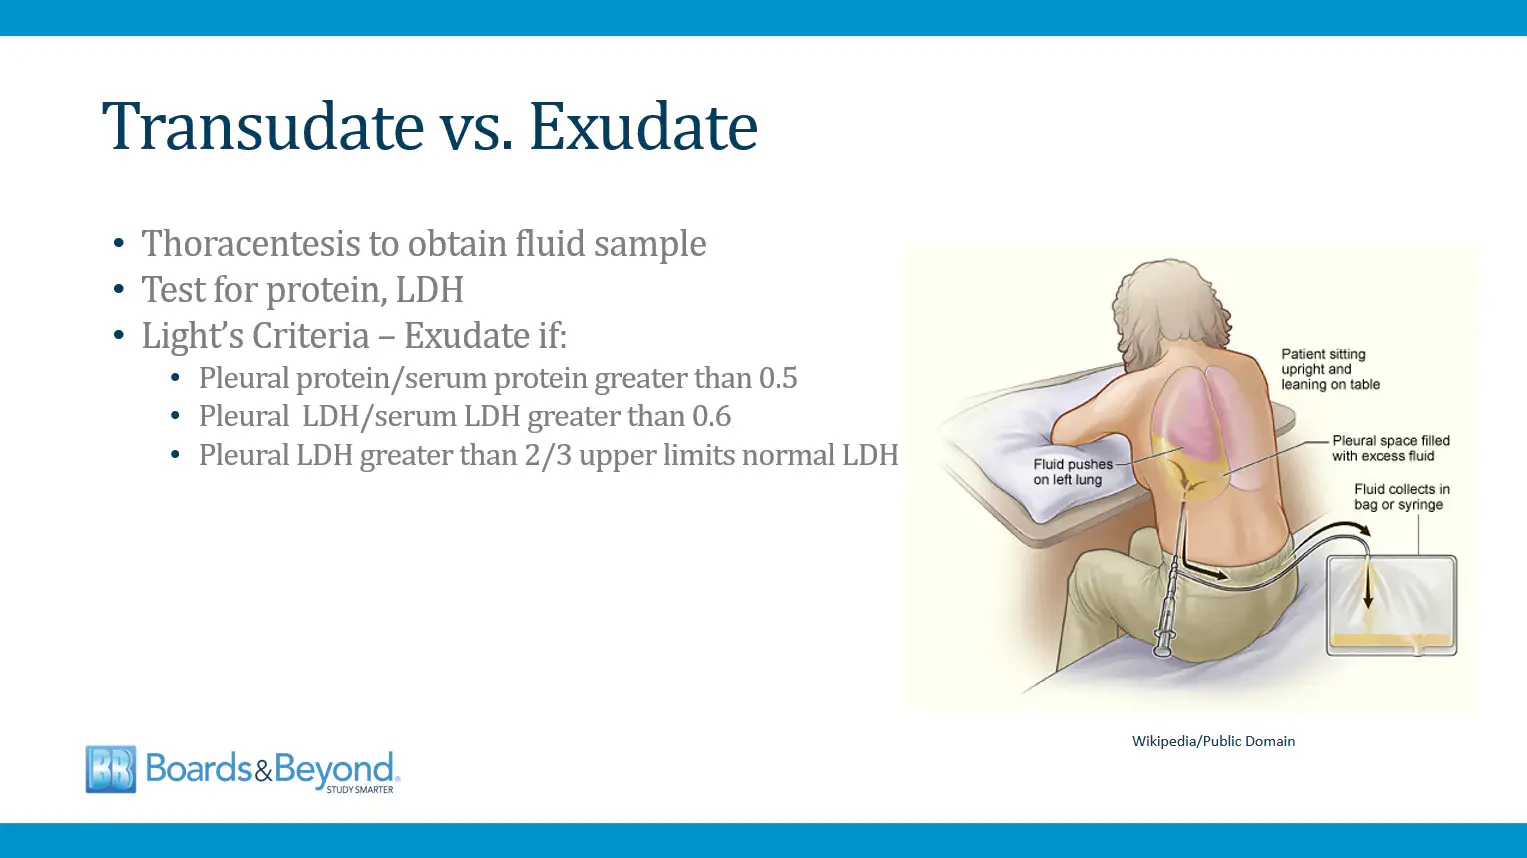 Transudate vs. Exudate
• Thoracentesis to obtain fluid sample
• Test for protein, LDH
• Light’s Criteria – Exudate if:
• Pleural protein/serum protein greater than 0.5
• Pleural  LDH/serum LDH greater than 0.6
• Pleural LDH greater than 2/3 upper limits normal LDH
Patient sitting
upright and
leaning on table
Pleural space filled
with excess fluid
Fluid pushes
on left lung
Fluid collects in
bag or syringe
Wikipedia/Public Domain
BB Boards&Beyond®
STUDY SMARTER